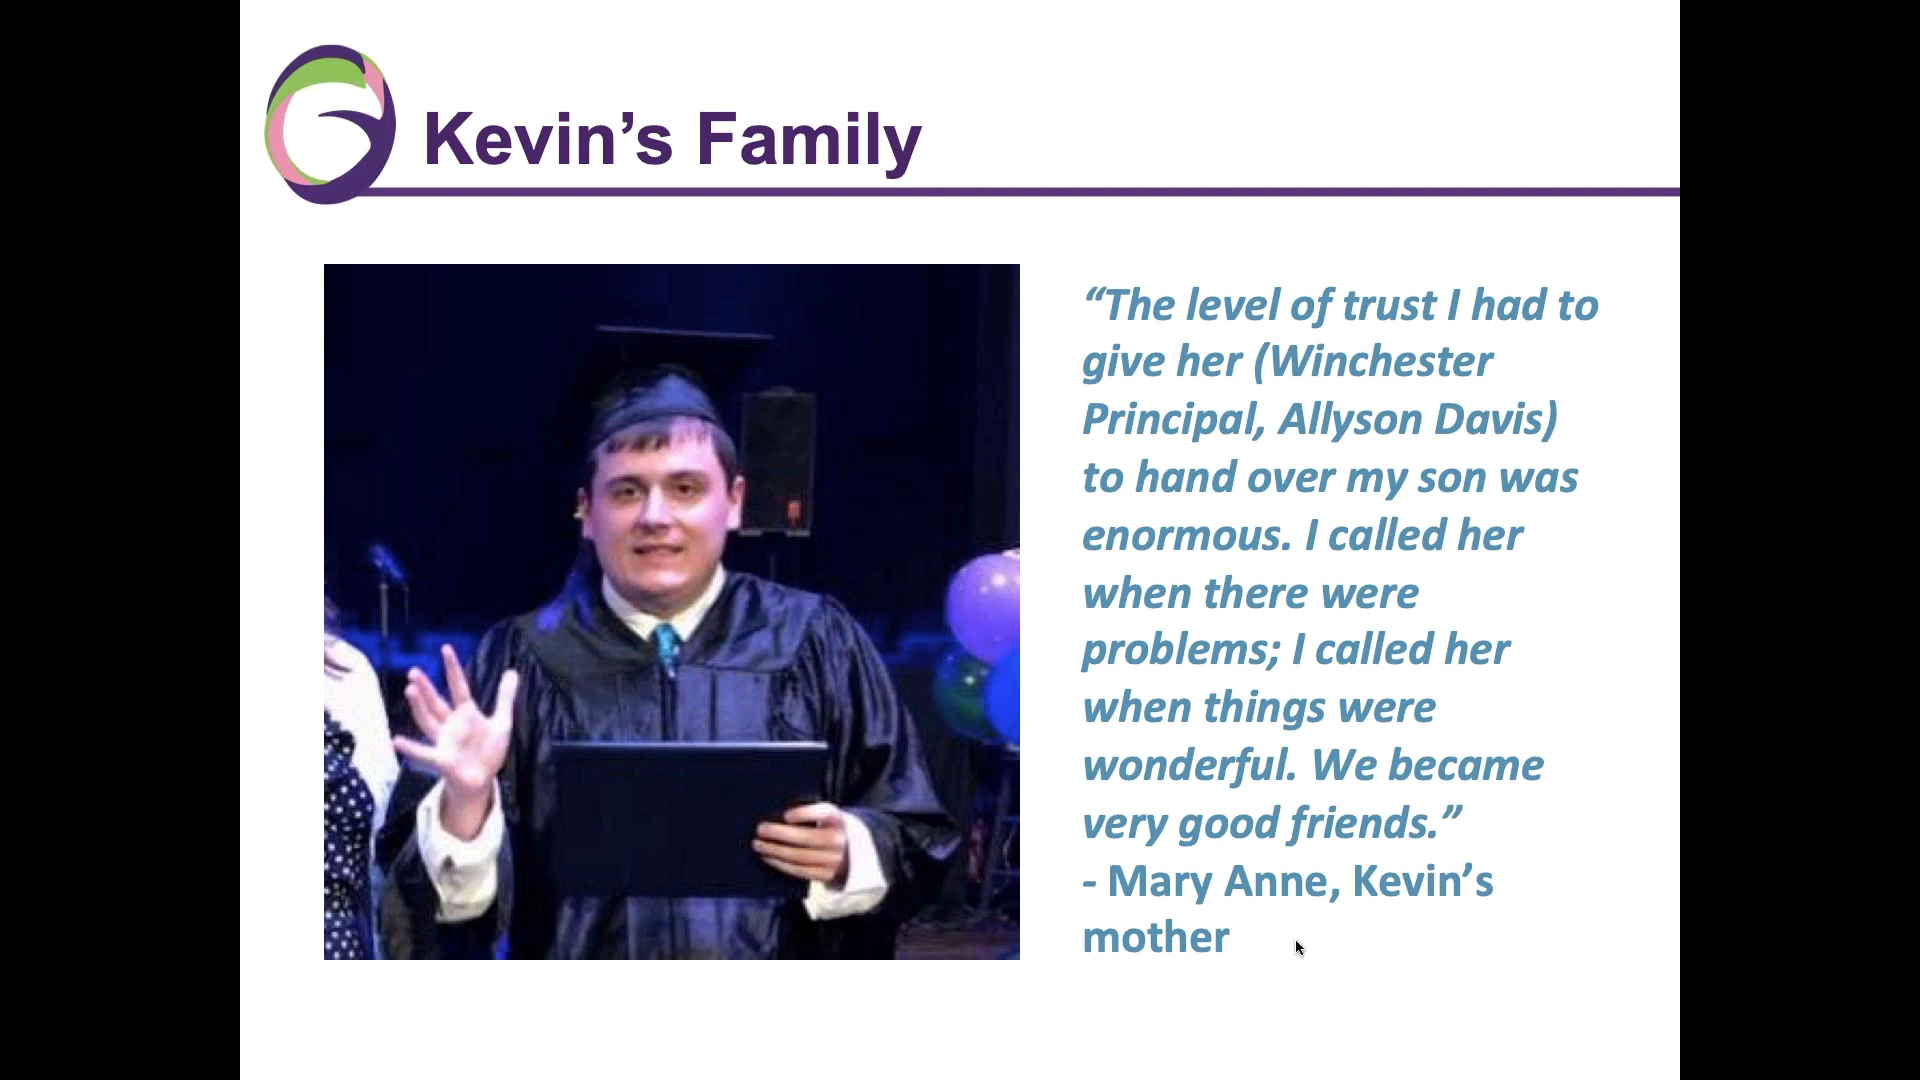 Kevin’s Family
“The level of trust I had to
give her (Winchester
Principal, Allyson Davis)
to hand over my son was
enormous. I called her
when there were
problems; I called her
when things were
wonderful. We became
very good friends.”
- Mary Anne, Kevin’s
mother